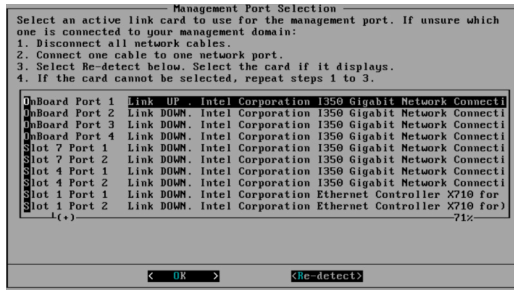 Management Port Selection
Select an active link card to use for the management port. If unsure which
one is connected to your management domain:
1. Disconnect all network cables.
2. Connect one cable to one network port.
3. Select Re-detect below. Select the card if it displays.
4. If the card cannot be selected, repeat steps 1 to 3.
OnBoard Port 1 Link UP . Intel Corporation I350 Gigabit Network Connecti
OnBoard Port 2 Link DOWN. Intel Corporation I350 Gigabit Network Connecti
OnBoard Port 3 Link DOWN. Intel Corporation I350 Gigabit Network Connecti
OnBoard Port 4 Link DOWN. Intel Corporation I350 Gigabit Network Connecti
Slot 7 Port 1 Link DOWN. Intel Corporation I350 Gigabit Network Connecti
Slot 7 Port 2 Link DOWN. Intel Corporation I350 Gigabit Network Connecti
Slot 4 Port 1 Link DOWN. Intel Corporation I350 Gigabit Network Connecti
Slot 4 Port 2 Link DOWN. Intel Corporation I350 Gigabit Network Connecti
Slot 1 Port 1 Link DOWN. Intel Corporation Ethernet Controller X710 for
Slot 1 Port 2 Link DOWN. Intel Corporation Ethernet Controller X710 for)
(+) 71%
< OK > <Re-detect>